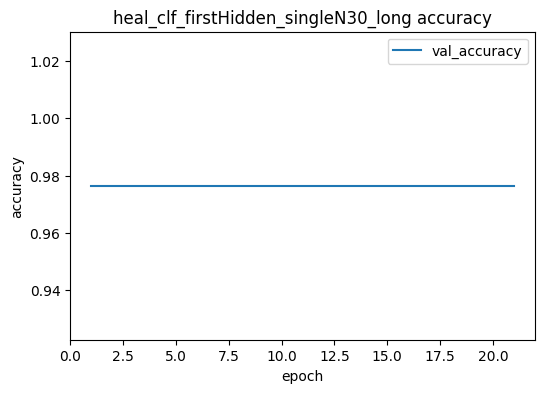 heal_clf_firstHidden_singleN30_long accuracy
val_accuracy
1.02
1.00
0.98
0.96
0.94
accuracy
0.0 2.5 5.0 7.5 10.0 12.5 15.0 17.5 20.0
epoch